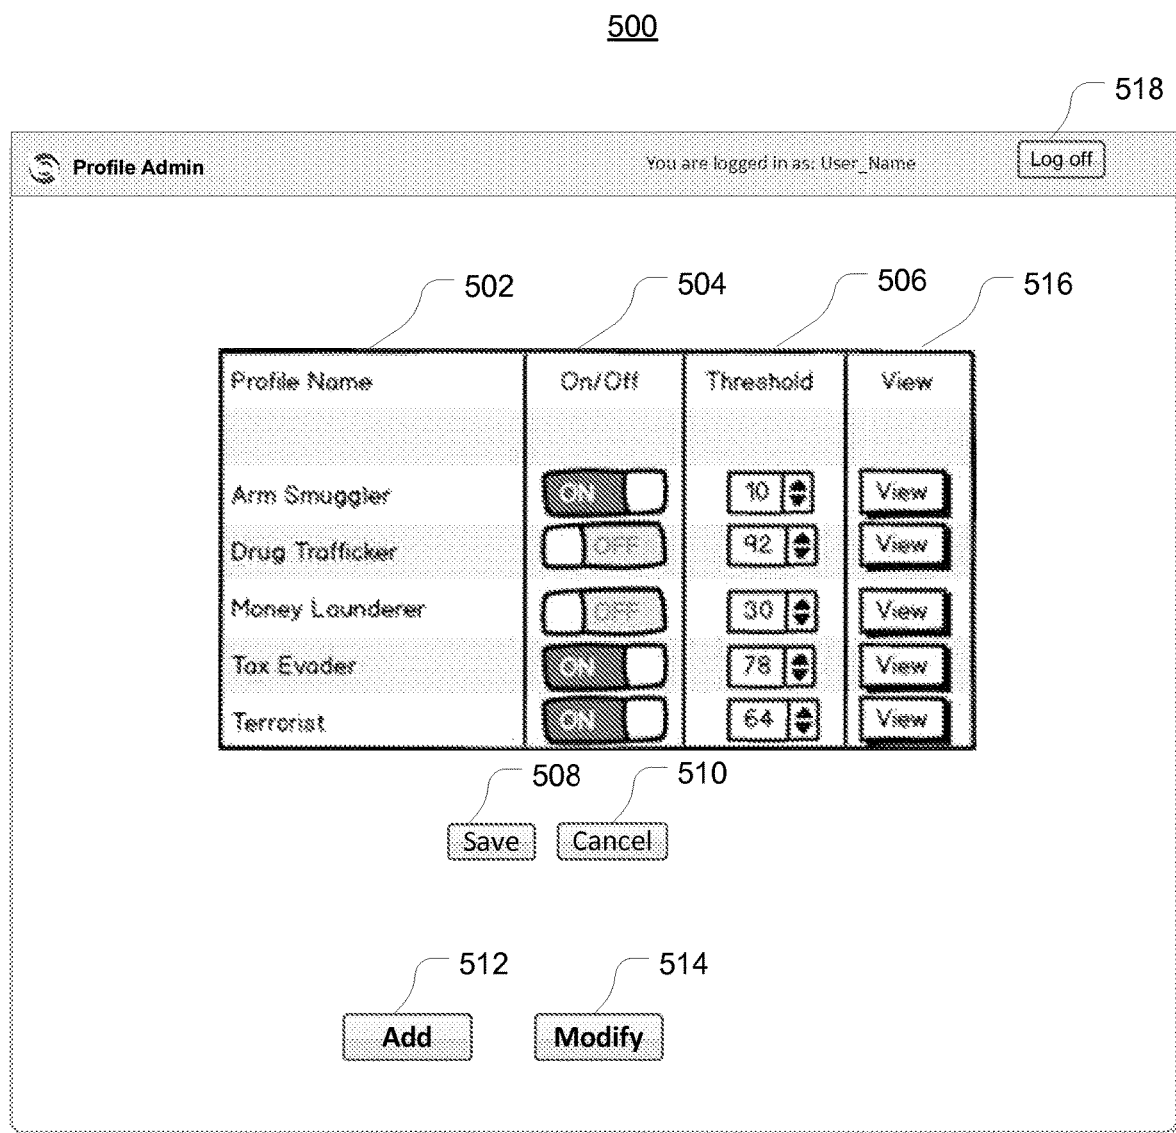 500
518
Profile Admin You are logged in as: User_Name Log off
502 504 506 516
Profile Name On/Off Threshold View
Arm Smuggler ON 10 View
Drug Trafficker OFF 92 View
Money Launderer OFF 30 View
Tax Evader ON 78 View
Terrorist ON 64 View
508 510
Save Cancel
512 514
Add Modify